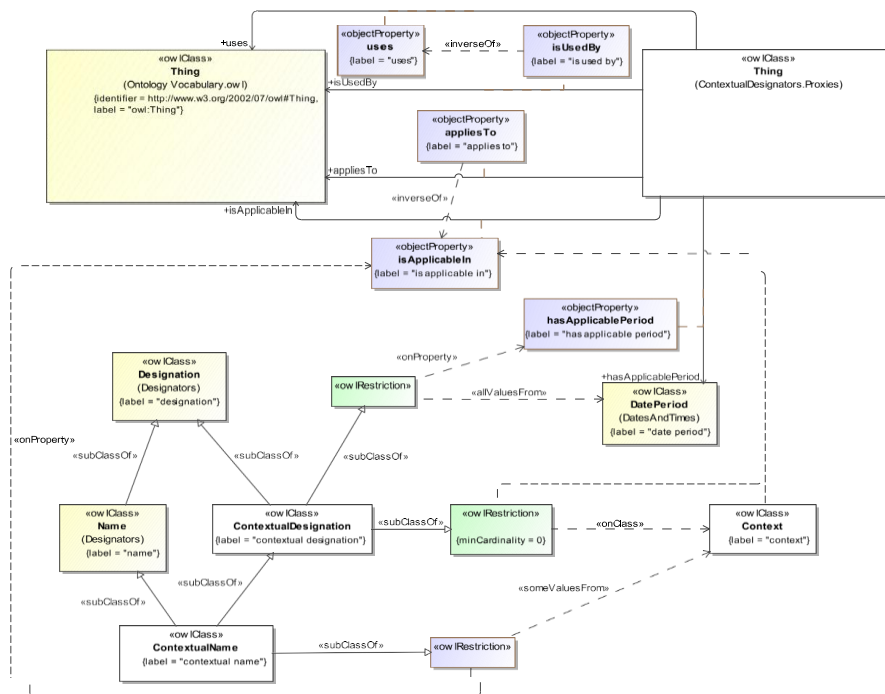 +uses
«objectProperty»
uses
{label = "uses"}
«inverseOf»
«objectProperty»
isUsedBy
{label = "is used by"}
«owlClass»
Thing
(Ontology Vocabulary.owl)
{identifier = http://www.w3.org/2002/07/owl#Thing,
label = "owl:Thing"}
«owlClass»
Thing
(ContextualDesignators.Proxies)
+isUsedBy
«objectProperty»
appliesTo
{label = "applies to"}
+appliesTo
«inverseOf»
+isApplicableIn
«objectProperty»
isApplicableIn
{label = "is applicable in"}
«objectProperty»
hasApplicablePeriod
{label = "has applicable period"}
«onProperty»
+hasApplicablePeriod
«owlClass»
Designation
(Designators)
{label = "designation"}
«owlRestriction»
«allValuesFrom»
«owlClass»
DatePeriod
(DatesAndTimes)
{label = "date period"}
«onProperty»
«subClassOf»
«subClassOf»
«subClassOf»
«owlClass»
Name
(Designators)
{label = "name"}
«owlClass»
ContextualDesignation
{label = "contextual designation"}
«subClassOf»
«owlRestriction»
{minCardinality = 0}
«onClass»
«owlClass»
Context
{label = "context"}
«subClassOf»
«subClassOf»
«someValuesFrom»
«owlClass»
ContextualName
{label = "contextual name"}
«subClassOf»
«owlRestriction»